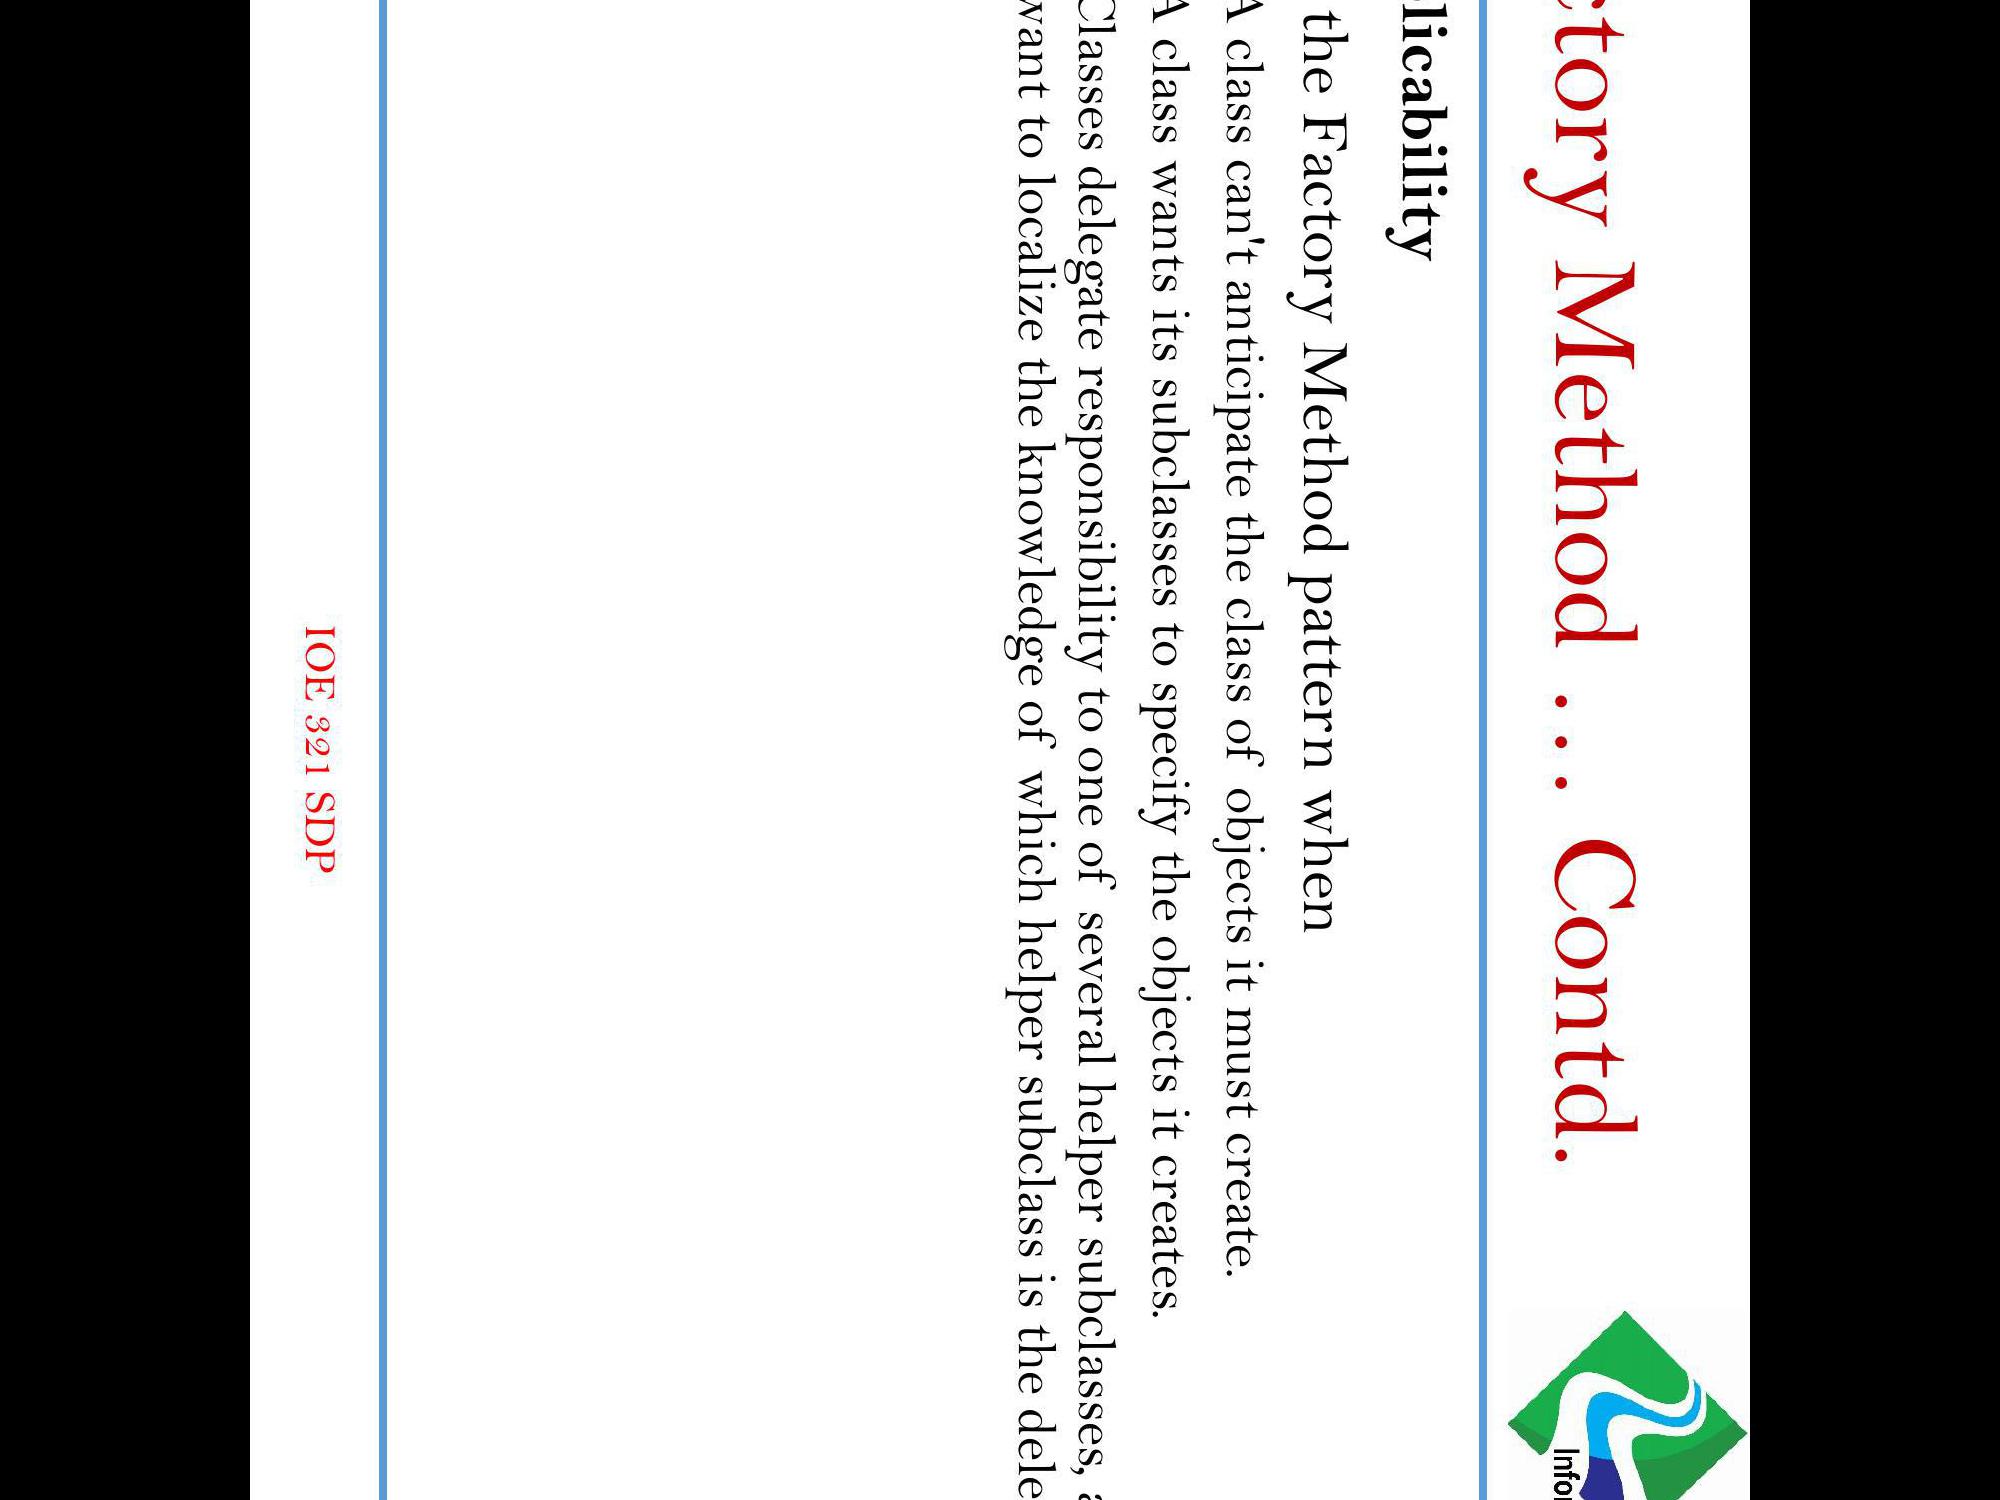 ctory Method … Contd.
licability
the Factory Method pattern when
A class can't anticipate the class of objects it must create.
A class wants its subclasses to specify the objects it creates.
Classes delegate responsibility to one of several helper subclasses,
want to localize the knowledge of which helper subclass is the dele
IOE 321 SDP
Infor